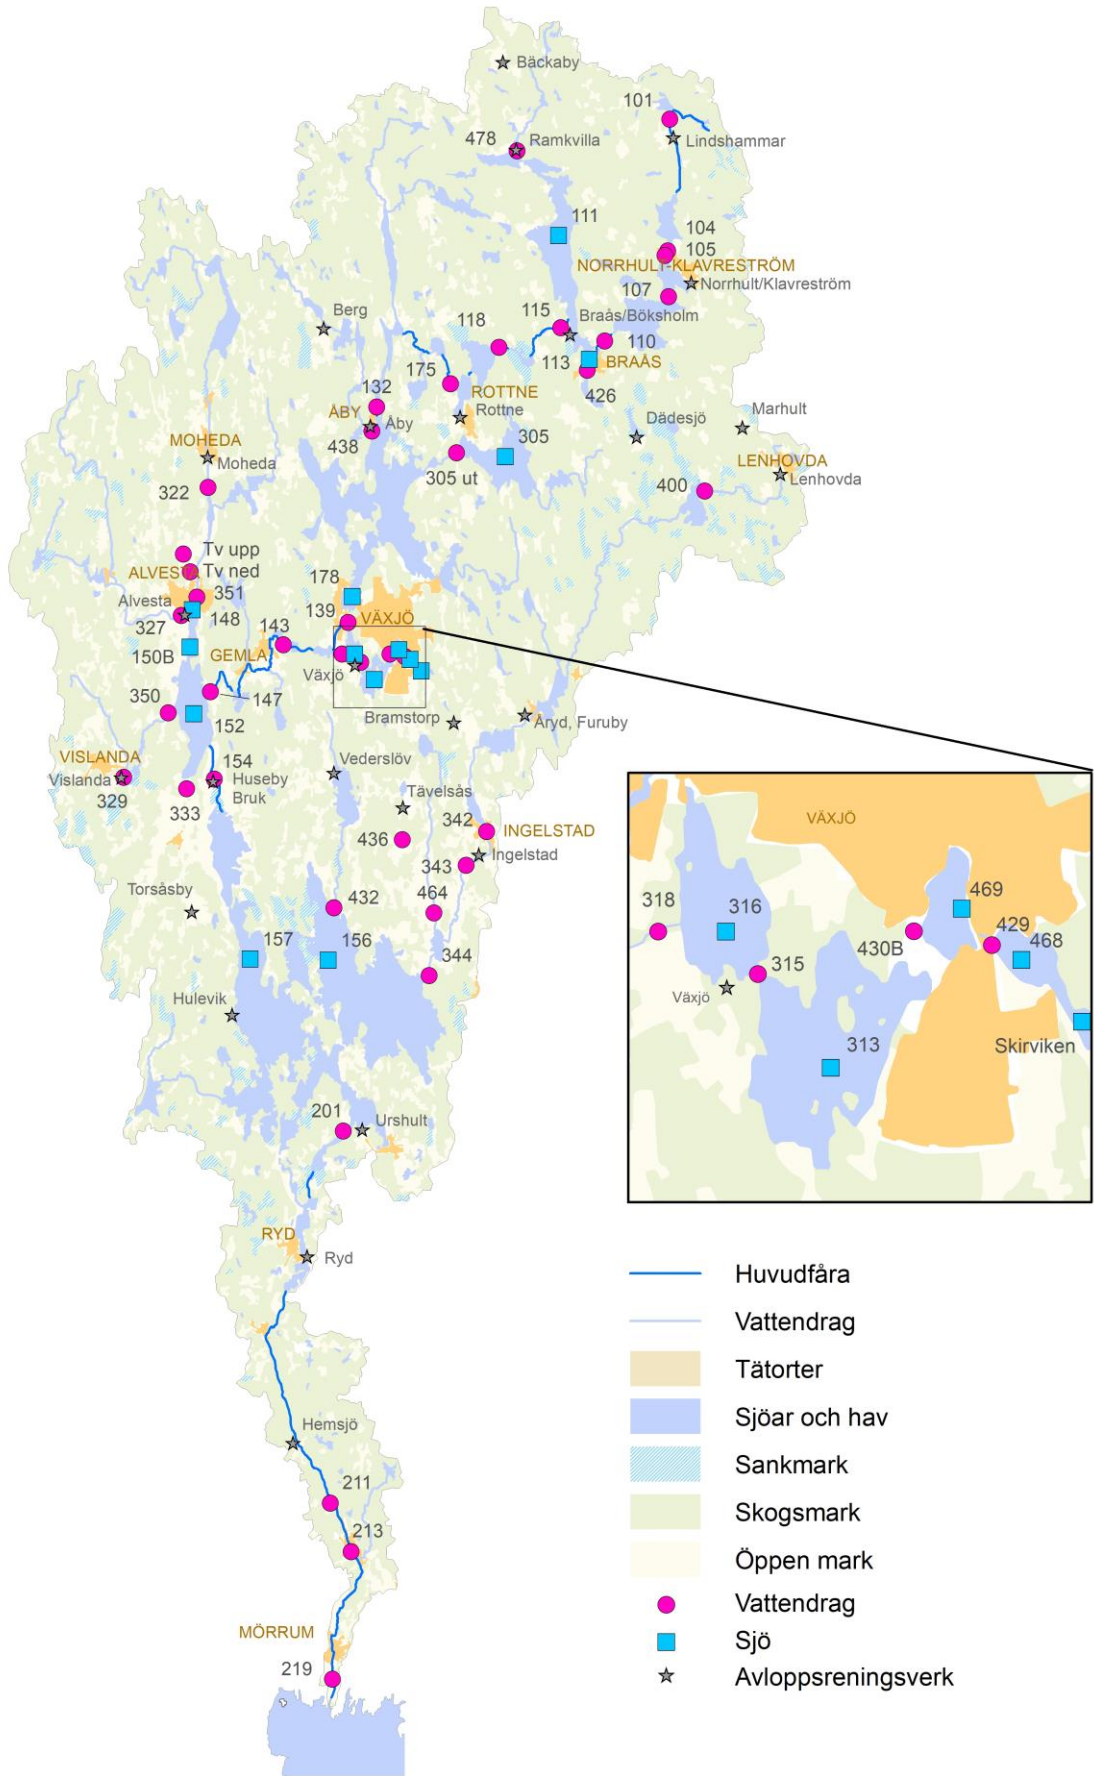 Bäckaby
101
Lindshammar
478
Ramkvilla
111
104
105
NORRHULT-KLAVRESTRÖM
Norrhult/Klavreström
107
Berg
115
Braås/Böksholm
118
110
113
BRAÅS
175
426
132
ROTTNE
Rottne
ÅBY
Åby
438
Dädesjö
Marhult
305
MOHEDA
Moheda
LENHOVDA
Lenhovda
305 ut
322
400
Tv upp
ALVESTA
Tv ned
178
351
Alvesta
139
VÄXJÖ
148
327
143
150B
GEMLA
Växjö
147
350
152
Bramstorp
Åryd, Furuby
VISLANDA
154
Vederslöv
Vislanda
Huseby
Bruk
329
333
Tävelsås
342
INGELSTAD
436
Ingelstad
343
Torsåsby
432
464
157
156
344
Hulevik
201
Urshult
RYD
Ryd
Hemsjö
211
213
MÖRRUM
219
VÄXJÖ
318
316
469
429
430B
468
315
Växjö
313
Skirviken
Huvudfåra
Vattendrag
Tätorter
Sjöar och hav
Sankmark
Skogsmark
Öppen mark
Vattendrag
Sjö
Avloppsreningsverk